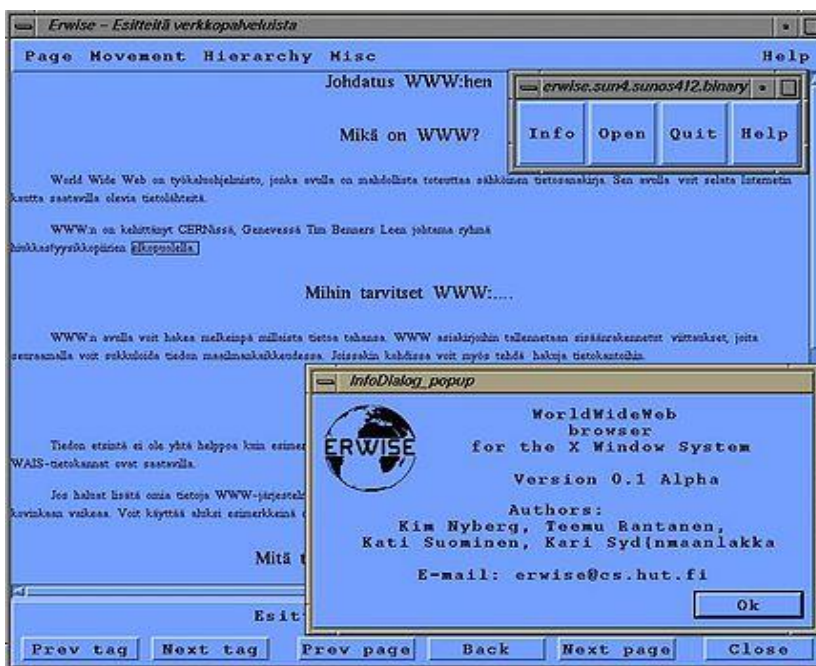 Erwise – Esitteitä verkkopalveluista
Page Movement Hierarchy Misc Help
Johdatus WWW:hen
erwise.sun4.sunos412.binary
Info Open Quit Help
Mikä on WWW?
World Wide Web on työkaluohjelmisto, jonka avulla on mahdollista toteuttaa sähköinen tietosanakirja. Sen avulla voit selata Internetin
kautta saatavilla olevia tietolähteitä.
WWW:n on kehittänyt CERNissä, Genevessä Tim Benners Leen johtama ryhmä
hiukkasfyysikkopiirien ulkopuolella.
Mihin tarvitset WWW:....
WWW:n avulla voit hakea melkeinpä millaista tietoa tahansa. WWW asiakirjoihin tallennetaan sisäänrakennetut viittaukset, joita
seuraamalla voit sukkuloida tiedon maailmankaikkeudessa. Joissakin kohdissa voit myös tehdä hakuja tietokantoihin.
InfoDialog_popup
ERWISE
WorldWideWeb
browser
for the X Window System
Version 0.1 Alpha
Authors:
Kim Nyberg, Teemu Rantanen,
Kati Suominen, Kari Syd{nmaanlakka
E-mail: erwise@cs.hut.fi
Ok
Tiedon etsintä ei ole yhtä helppoa kuin
WAIS-tietokannat ovat saatavilla.
Jos haluat lisätä omia tietoja
kovinkaan vaikeaa. Voit käyttää aluksi esimerkkeinä
Mitä
Prev tag Next tag Prev page Back Next page Close